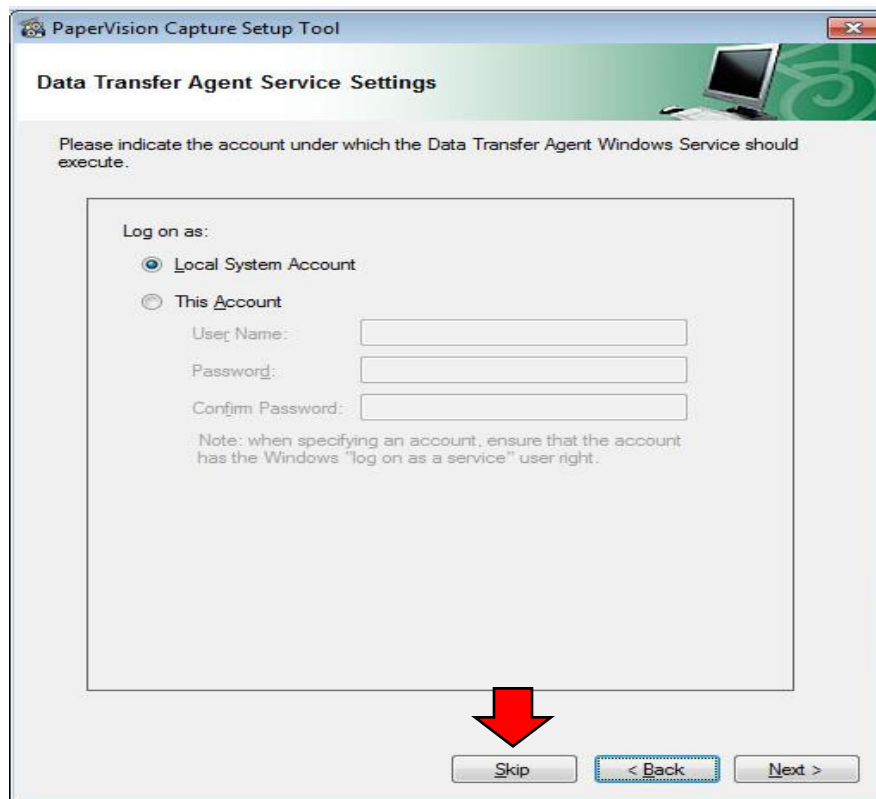 PaperVision Capture Setup Tool
Data Transfer Agent Service Settings
Please indicate the account under which the Data Transfer Agent Windows Service should
execute.
Log on as:
Local System Account
This Account
User Name:
Password:
Confirm Password:
Note: when specifying an account, ensure that the account
has the Windows "log on as a service" user right.
Skip
< Back
Next >